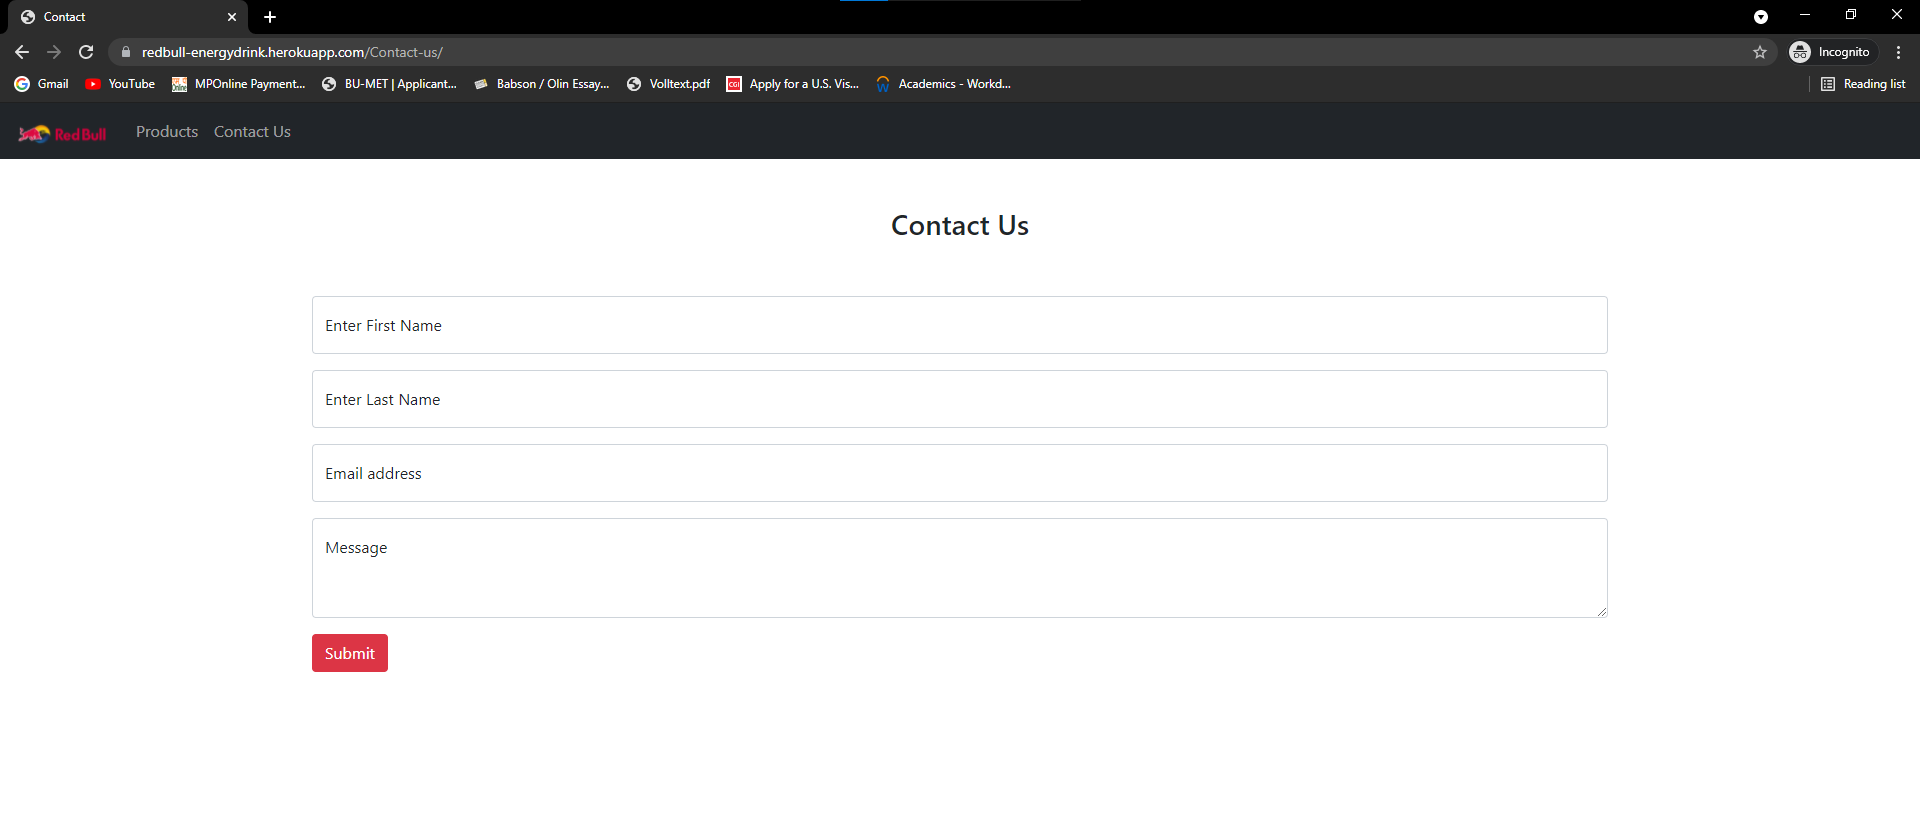 Contact
redbull-energydrink.herokuapp.com/Contact-us/
Incognito
Gmail YouTube MPOnline Payment... BU-MET | Applicant... Babson / Olin Essay... Volltext.pdf CGI Apply for a U.S. Vis... Academics - Workd... Reading list
Red Bull Products Contact Us
Contact Us
Enter First Name
Enter Last Name
Email address
Message
Submit